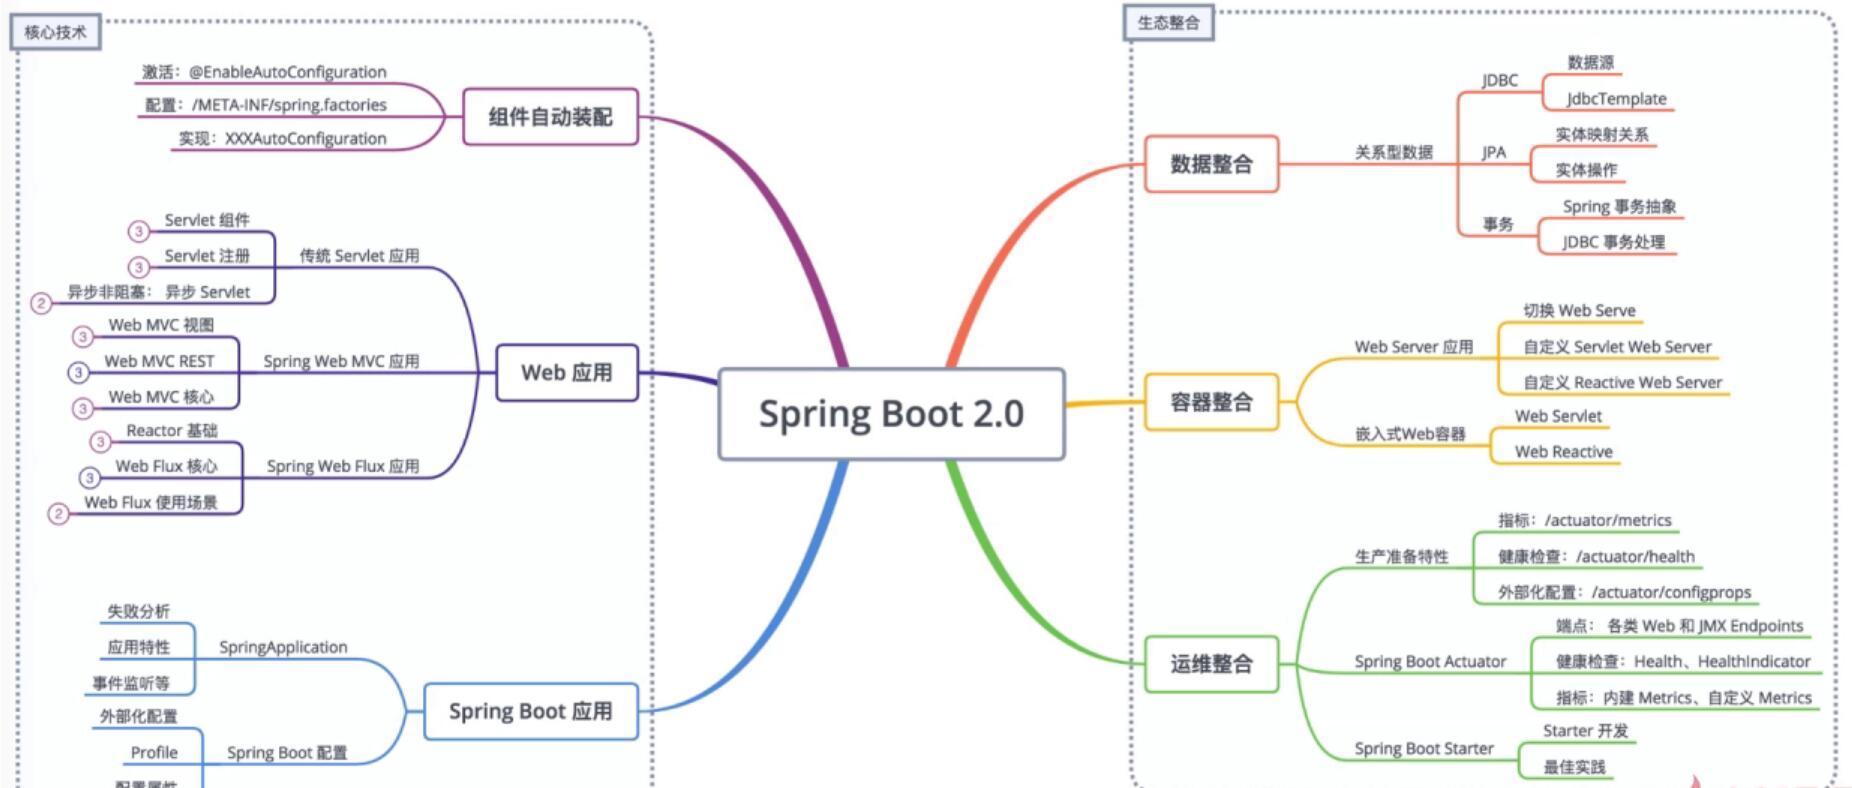 核心技术
激活：@EnableAutoConfiguration
配置：/META-INF/spring.factories
实现：XXXAutoConfiguration
组件自动装配
Servlet 组件
3
Servlet 注册
3
异步非阻塞： 异步 Servlet
2
传统 Servlet 应用
Web MVC 视图
3
Web MVC REST
3
Web MVC 核心
3
Spring Web MVC 应用
Reactor 基础
3
Web Flux 核心
3
Web Flux 使用场景
2
Spring Web Flux 应用
Web 应用
失败分析
应用特性
事件监听等
SpringApplication
外部化配置
Profile
配置属性
Spring Boot 配置
Spring Boot 应用
Spring Boot 2.0
生态整合
数据整合
关系型数据
JDBC
数据源
JdbcTemplate
JPA
实体映射关系
实体操作
事务
Spring 事务抽象
JDBC 事务处理
容器整合
Web Server 应用
切换 Web Serve
自定义 Servlet Web Server
自定义 Reactive Web Server
嵌入式Web容器
Web Servlet
Web Reactive
运维整合
生产准备特性
指标：/actuator/metrics
健康检查：/actuator/health
外部化配置：/actuator/configprops
Spring Boot Actuator
端点： 各类 Web 和 JMX Endpoints
健康检查：Health、HealthIndicator
指标：内建 Metrics、自定义 Metrics
Spring Boot Starter
Starter 开发
最佳实践